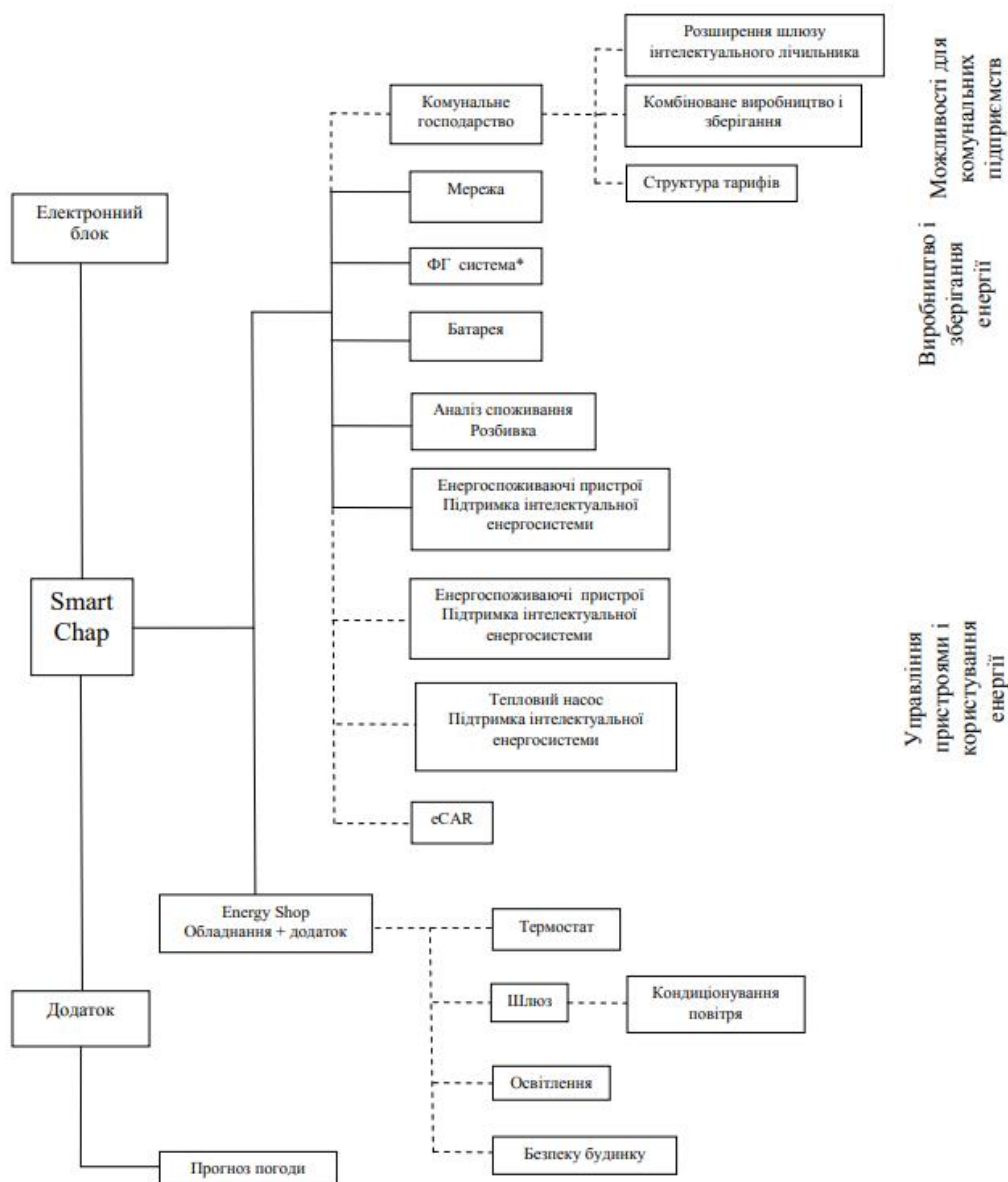 Розширення шлюзу
інтелектуального лічильника
Комунальне
господарство
Комбіноване виробництво і
зберігання
Структура тарифів
Можливості для
комунальних
підприємств
Мережа
Електронний
блок
ФГ система*
Батарея
Виробництво і
зберігання
енергії
Аналіз споживання
Розбивка
Енергоспоживаючі пристрої
Підтримка інтелектуальної
енергосистеми
Smart
Chap
Енергоспоживаючі пристрої
Підтримка інтелектуальної
енергосистеми
Тепловий насос
Підтримка інтелектуальної
енергосистеми
Управління
пристроями і
користування
енергії
eCAR
Energy Shop
Обладнання + додаток
Термостат
Додаток
Шлюз
Кондиціонування
повітря
Освітлення
Безпеку будинку
Прогноз погоди